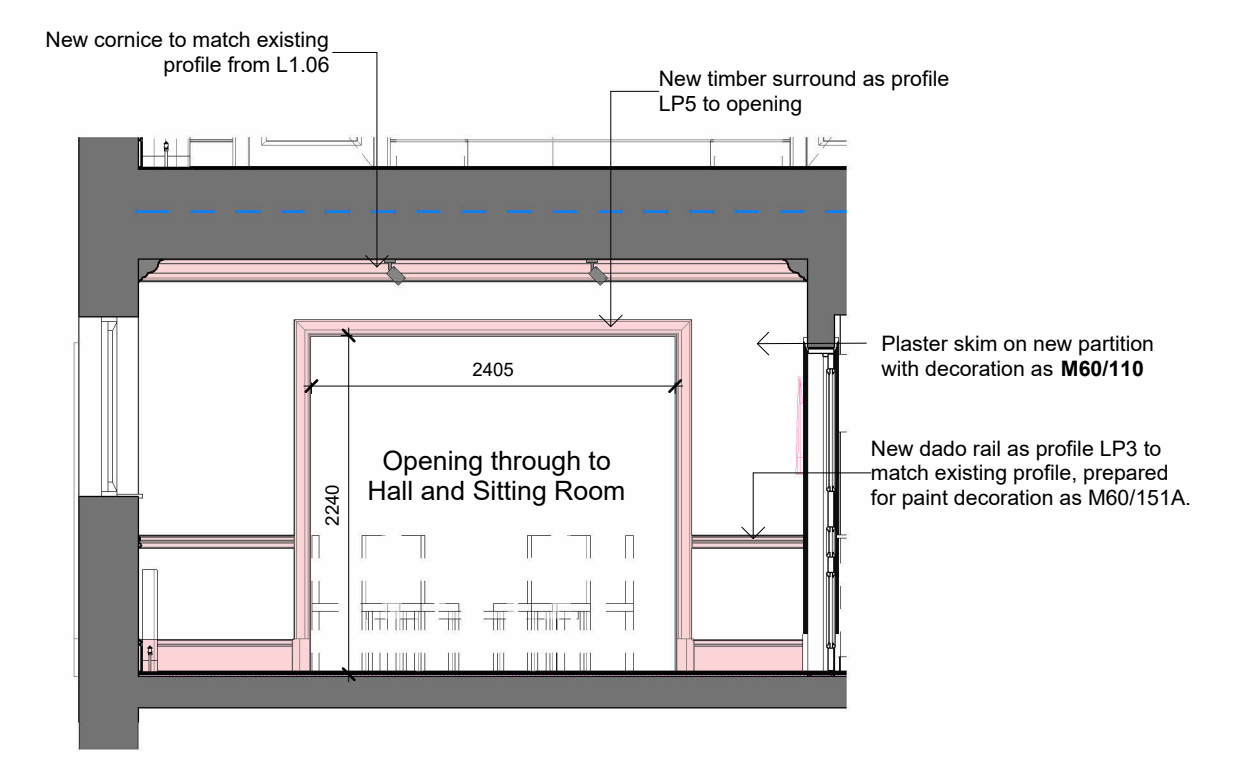 New cornice to match existing
profile from L1.06
New timber surround as profile
LP5 to opening
Plaster skim on new partition
with decoration as M60/110
2405
Opening through to
Hall and Sitting Room
2240
New dado rail as profile LP3 to
match existing profile, prepared
for paint decoration as M60/151A.